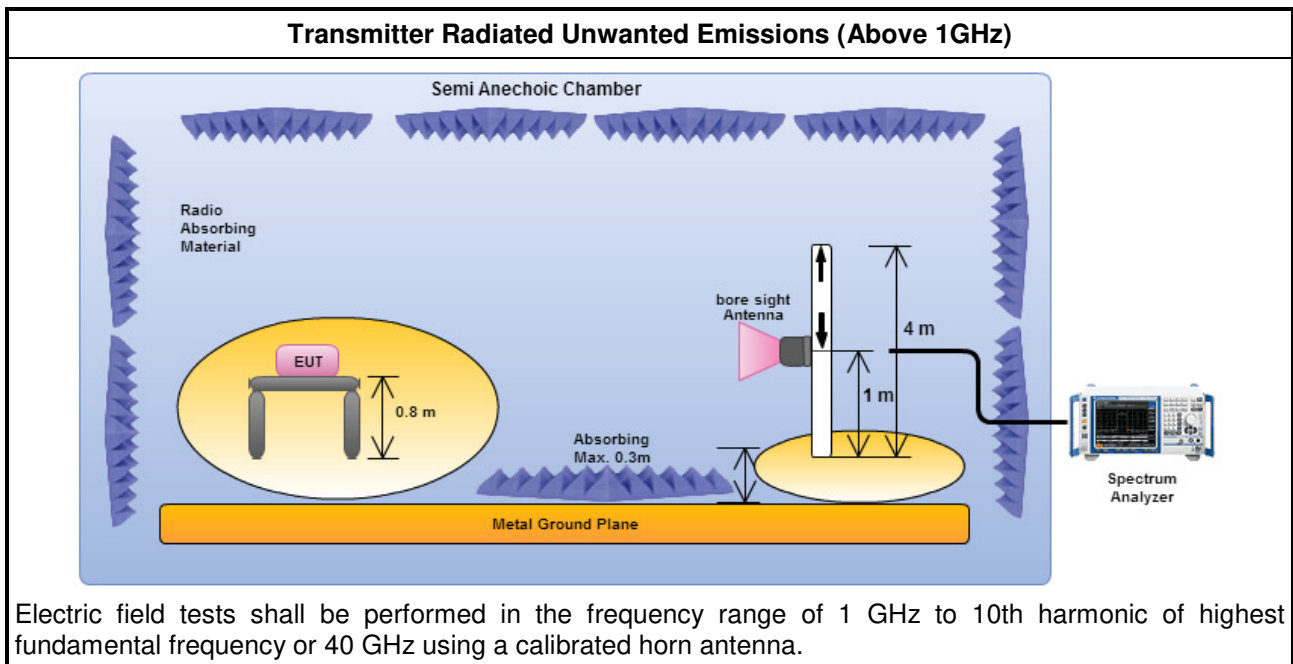 Transmitter Radiated Unwanted Emissions (Above 1GHz)
Semi Anechoic Chamber
Radio
Absorbing
Material
bore sight
Antenna
4 m
EUT
1 m
0.8 m
Absorbing
Max. 0.3m
Spectrum
Analyzer
Metal Ground Plane
Electric field tests shall be performed in the frequency range of 1 GHz to 10th harmonic of highest
fundamental frequency or 40 GHz using a calibrated horn antenna.